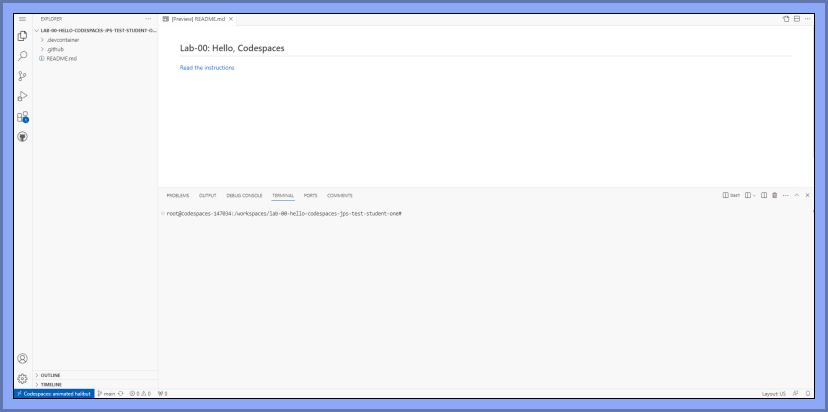 EXPLORER
[Preview] README.md
LAB-00-HELLO-CODESPACES-JPS-TEST-STUDENT-O...
.devcontainer
.github
README.md
Lab-00: Hello, Codespaces
Read the instructions
PROBLEMS OUTPUT DEBUG CONSOLE TERMINAL PORTS COMMENTS
bash
root@codespaces-147034:/workspaces/lab-00-hello-codespaces-jps-test-student-one#
OUTLINE
TIMELINE
Codespaces: animated halibut main 0 0 0 Layout: US